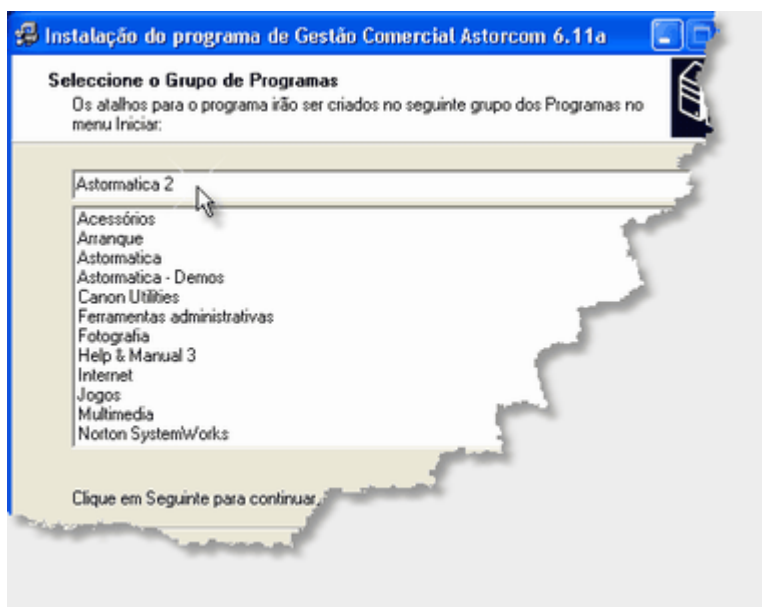 Instalação do programa de Gestão Comercial Astorcom 6.11a
Seleccione o Grupo de Programas
Os atalhos para o programa irão ser criados no seguinte grupo dos Programas no
menu Iniciar:
Astormatica 2
Acessórios
Arranque
Astormatica
Astormatica - Demos
Canon Utilities
Ferramentas administrativas
Fotografia
Help & Manual 3
Internet
Jogos
Multimedia
Norton SystemWorks
Clique em Seguinte para continuar.